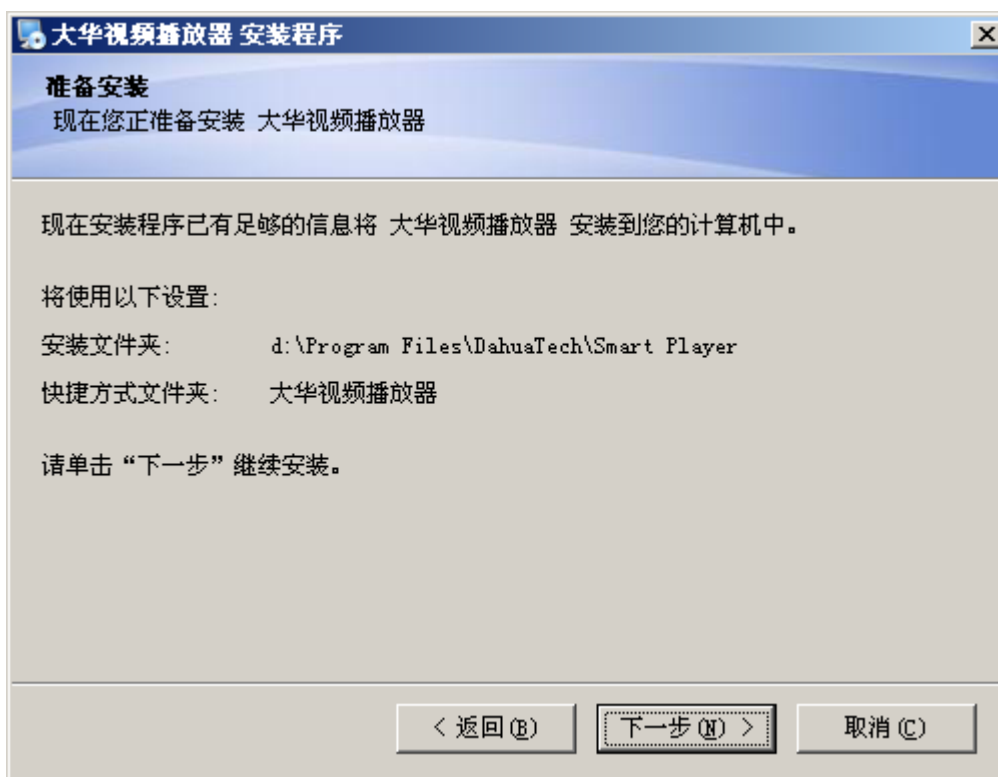 大华视频播放器 安装程序
准备安装
现在您正准备安装 大华视频播放器
现在安装程序已有足够的信息将 大华视频播放器 安装到您的计算机中。
将使用以下设置:
安装文件夹: d:\Program Files\DahuaTech\Smart Player
快捷方式文件夹: 大华视频播放器
请单击“下一步”继续安装。
< 返回(B) 下一步(N) > 取消(C)